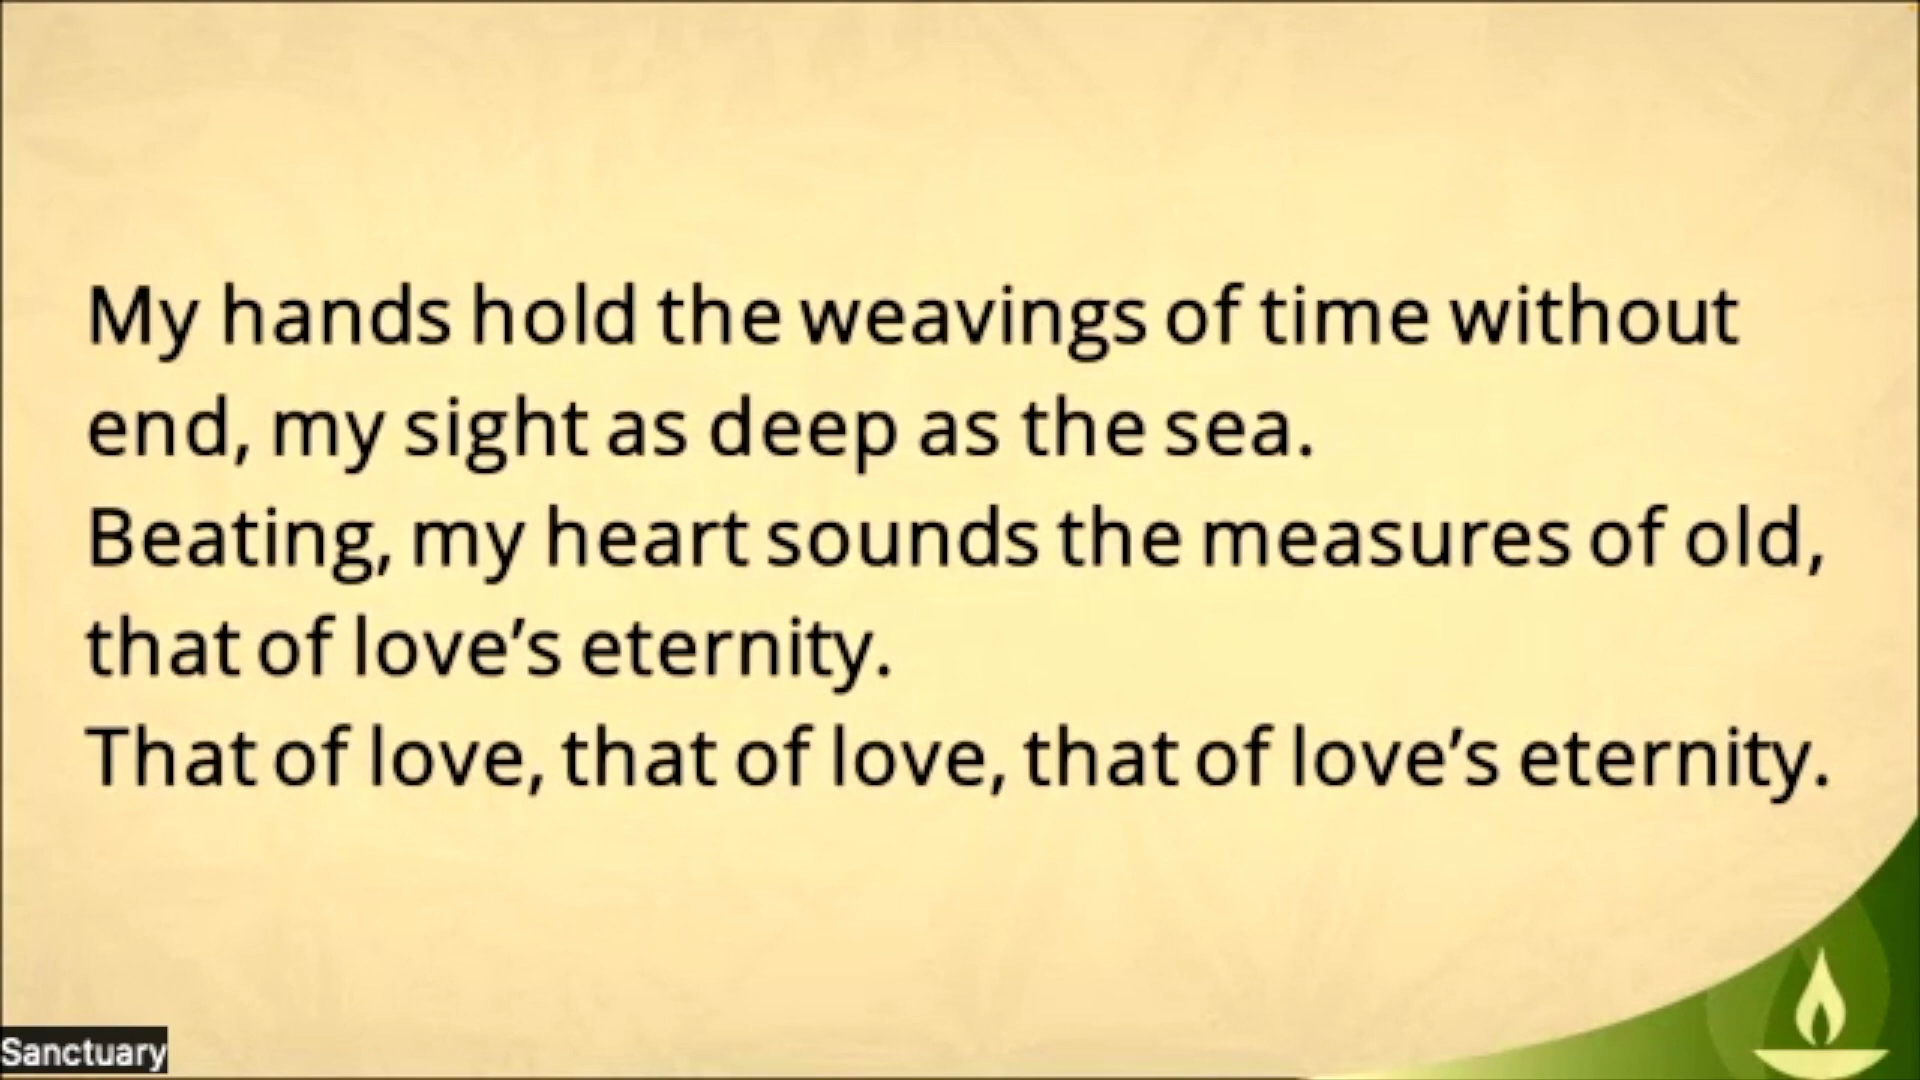 My hands hold the weavings of time without
end, my sight as deep as the sea.
Beating, my heart sounds the measures of old,
that of love’s eternity.
That of love, that of love, that of love’s eternity.
Sanctuary